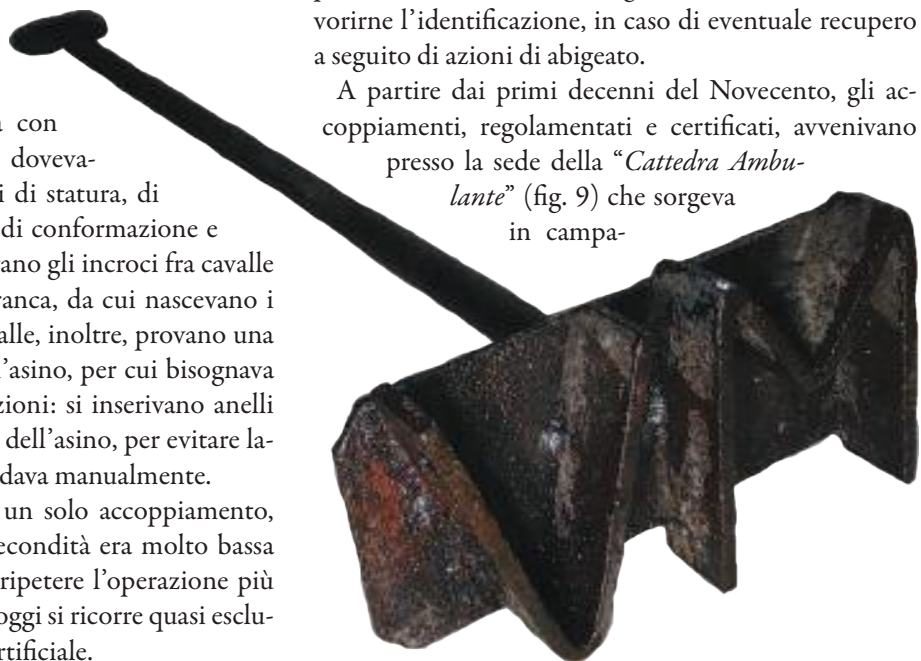 con
doveva-
i di statura, di
di conformazione e
rano gli incroci fra cavalle
ranca, da cui nascevano i
alle, inoltre, provano una
l'asino, per cui bisognava
zioni: si inserivano anelli
dell'asino, per evitare la-
dava manualmente.
un solo accoppiamento,
econdità era molto bassa
ripetere l'operazione più
oggi si ricorre quasi esclu-
rtificiale.
vorirne l'identificazione, in caso di eventuale recupero
a seguito di azioni di abigeato.
A partire dai primi decenni del Novecento, gli ac-
coppiamenti, regolamentati e certificati, avvenivano
presso la sede della “Cattedra Ambu-
lante” (fig. 9) che sorgeva
in campa-